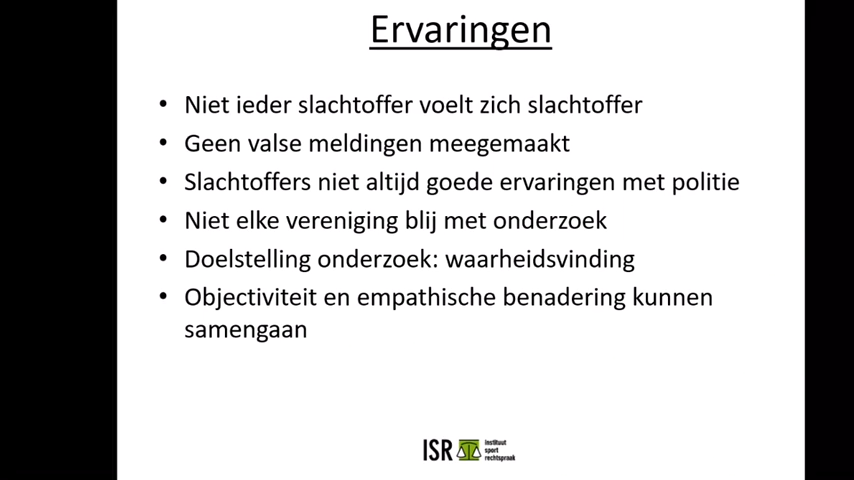 Ervaringen
• Niet ieder slachtoffer voelt zich slachtoffer
• Geen valse meldingen meegemaakt
• Slachtoffers niet altijd goede ervaringen met politie
• Niet elke vereniging blij met onderzoek
• Doelstelling onderzoek: waarheidsvinding
• Objectiviteit en empathische benadering kunnen
samengaan
ISR
instituut
sport
rechtspraak